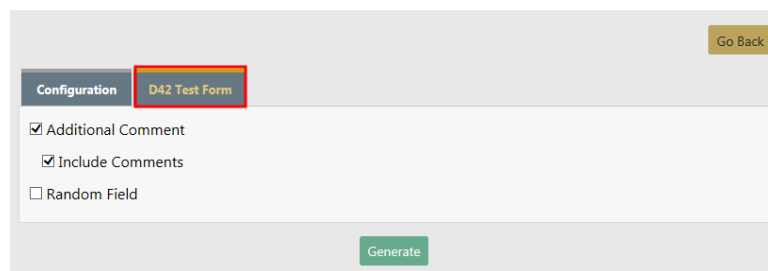 Go Back
Configuration D42 Test Form
Additional Comment
Include Comments
Random Field
Generate